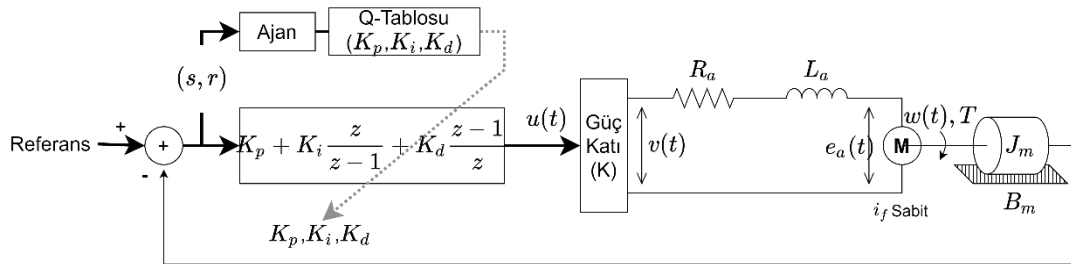 Ajan
Q-Tablosu
(K_p, K_i, K_d)
(s, r)
R_a
L_a
Referans
+
+
-
K_p + K_i z/(z-1) + K_d (z-1)/z
u(t)
Güç
Katı
(K)
v(t)
e_a(t)
M
w(t), T
J_m
B_m
i_f Sabit
K_p, K_i, K_d